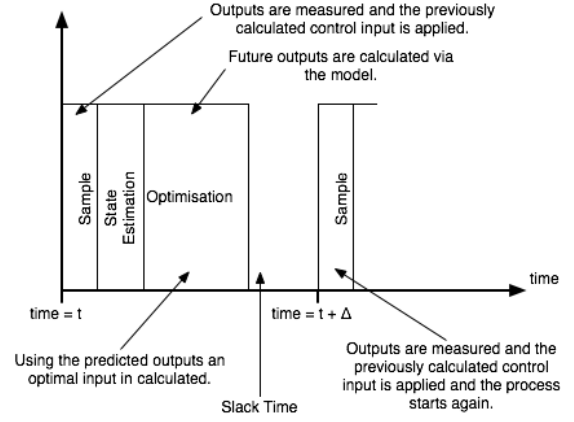 Outputs are measured and the previously
calculated control input is applied.
Future outputs are calculated via
the model.
Sample
State
Estimation
Optimisation
Sample
time
time = t
time = t + Δ
Using the predicted outputs an
optimal input in calculated.
Slack Time
Outputs are measured and the
previously calculated control
input is applied and the process
starts again.